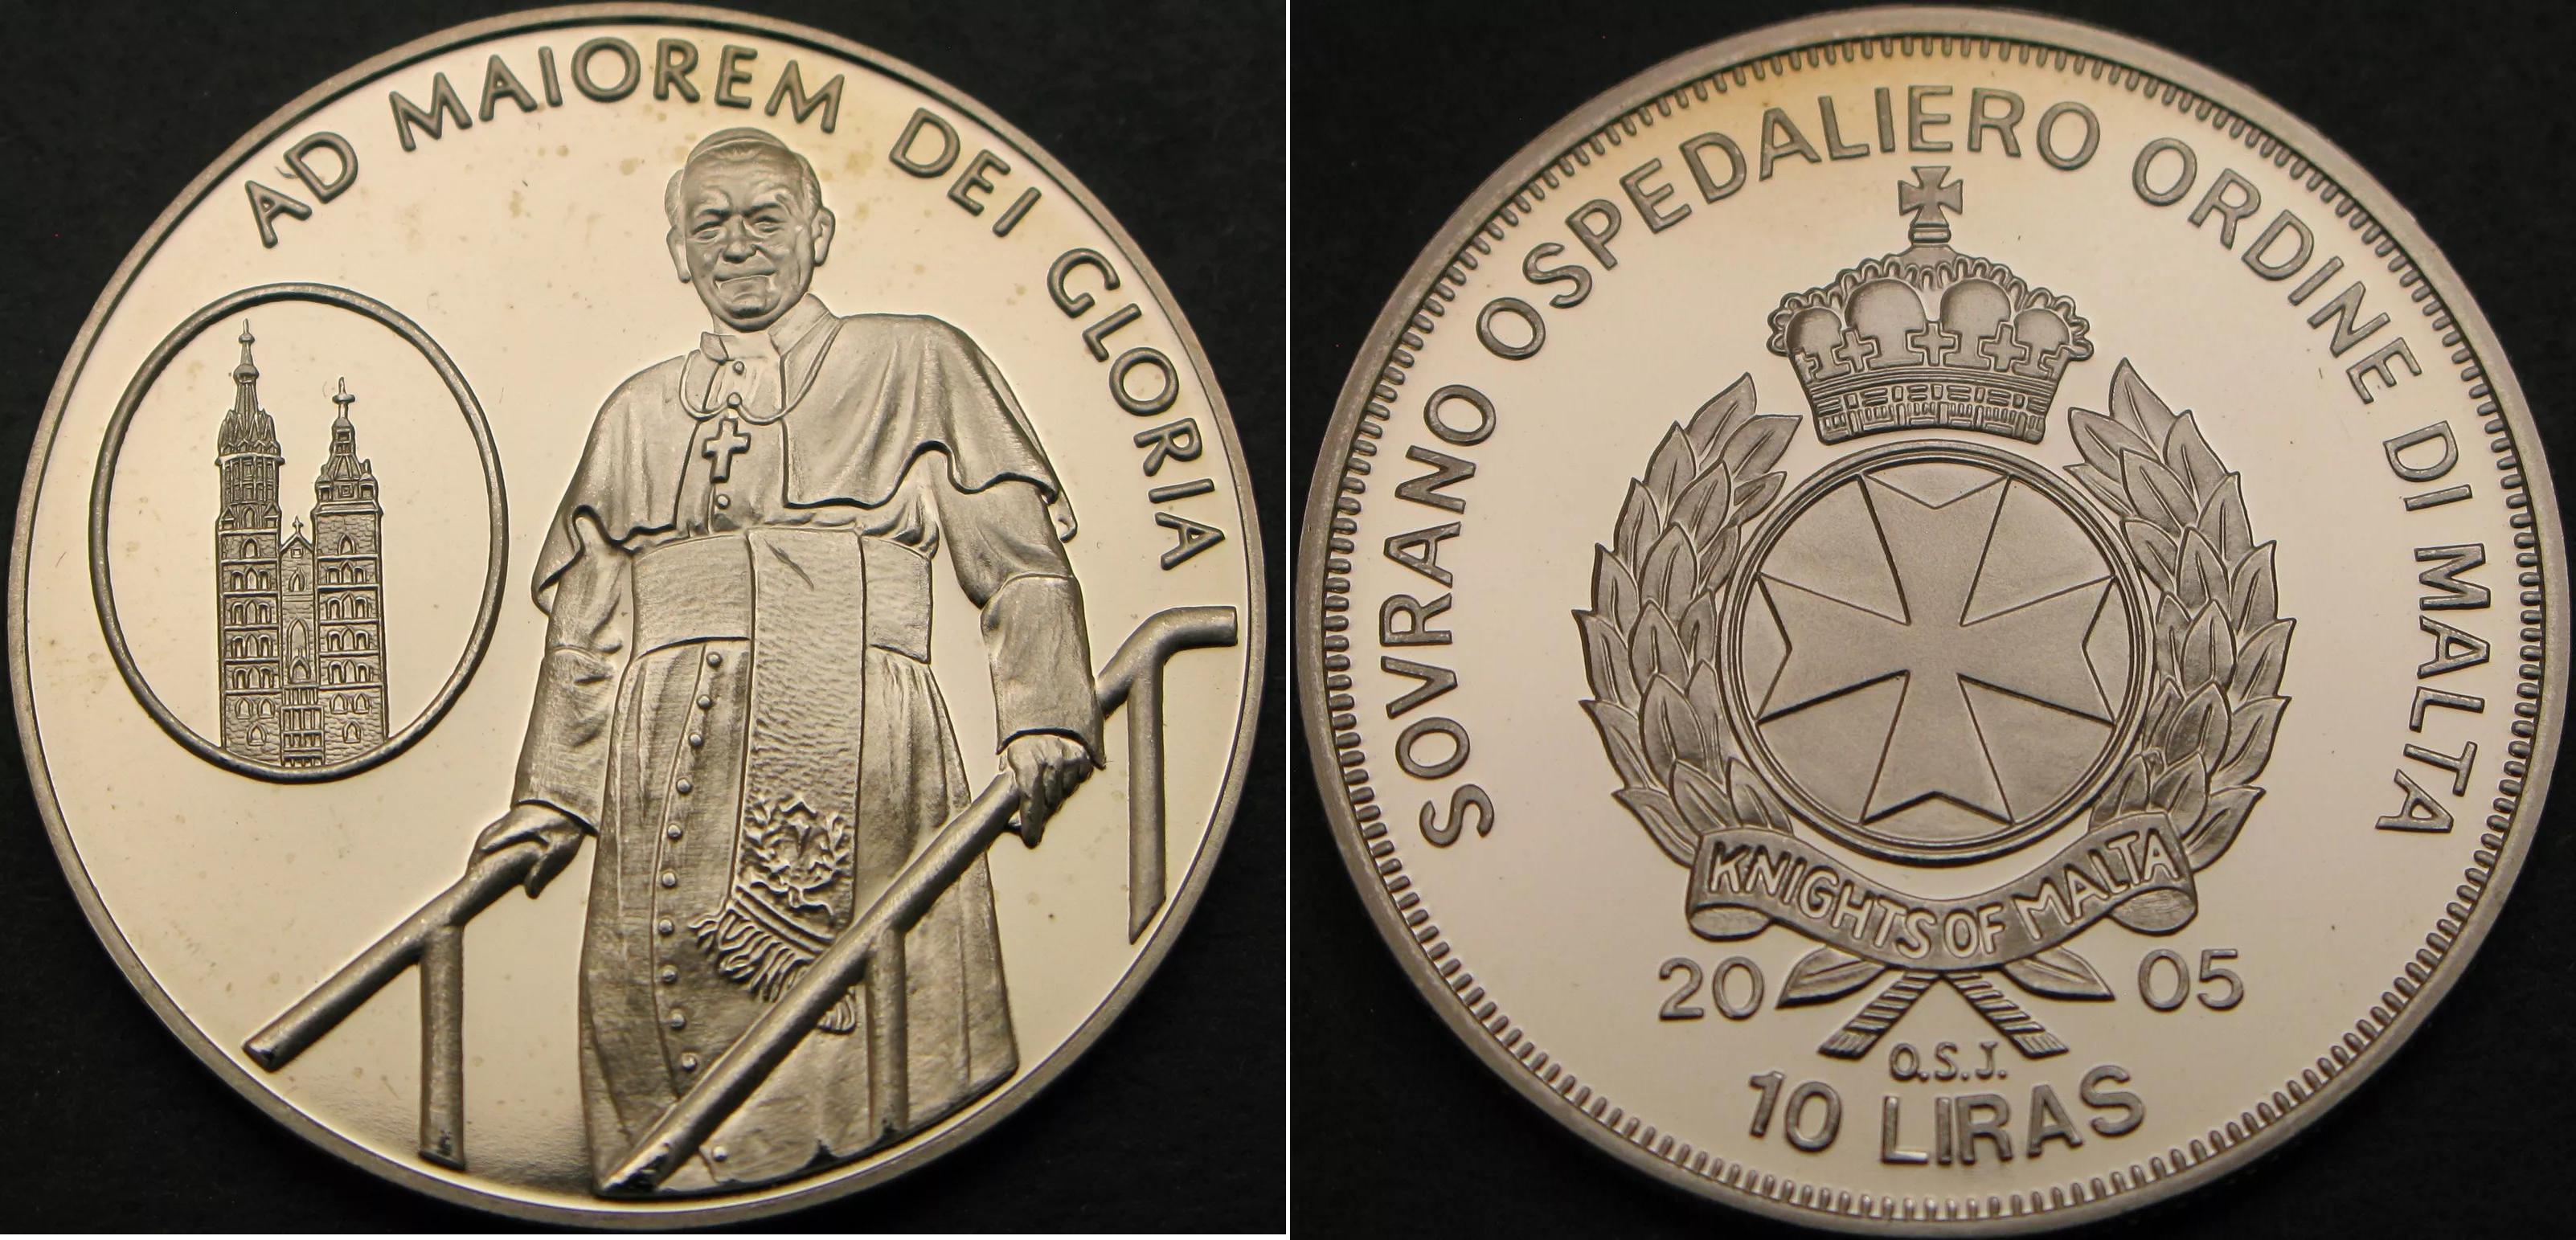 AD MAIOREM DEI GLORIA
SOVRANO OSPEDALIERO ORDINE DI MALTA
KNIGHTS OF MALTA
20 05
O.S.J.
10 LIRAS